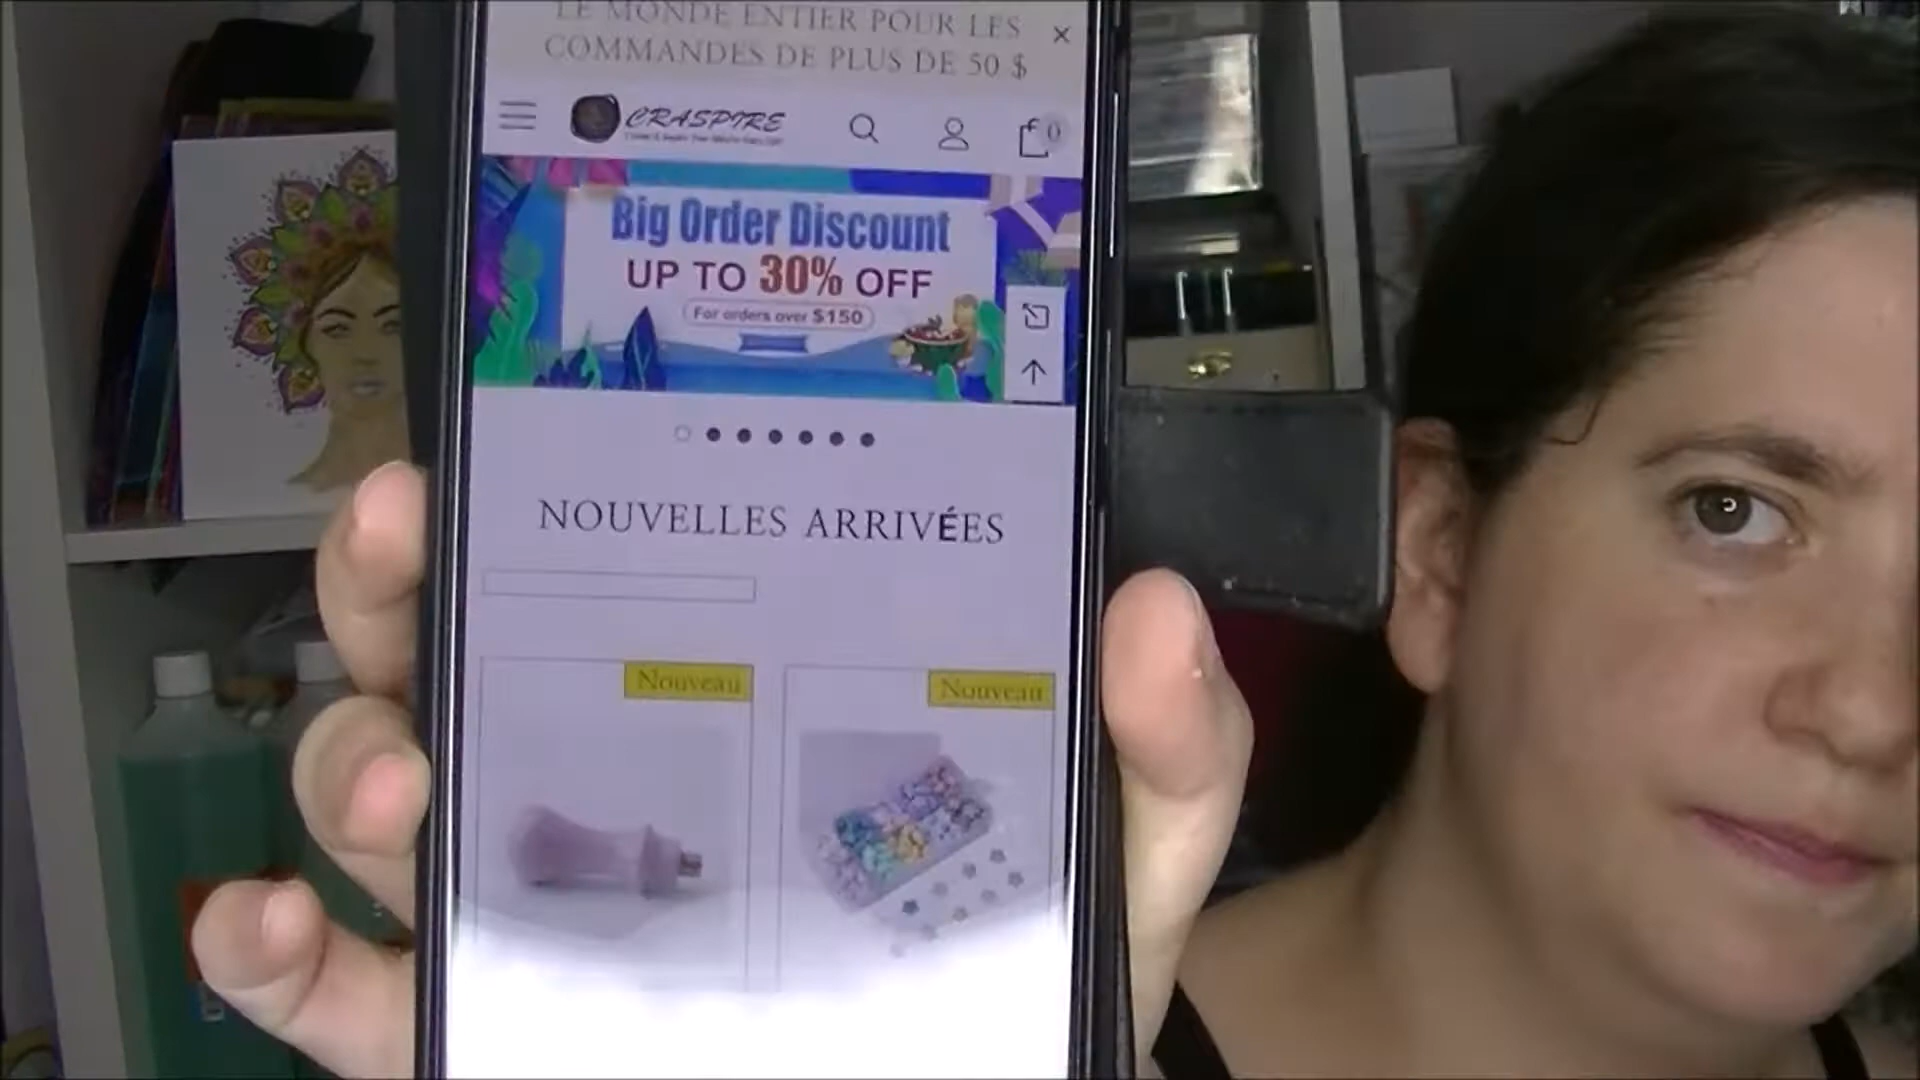 LE MONDE ENTIER POUR LES
COMMANDES DE PLUS DE 50 $
CRASPIRE
0
Big Order Discount
UP TO 30% OFF
For orders over $150
NOUVELLES ARRIVÉES
Nouveau
Nouveau